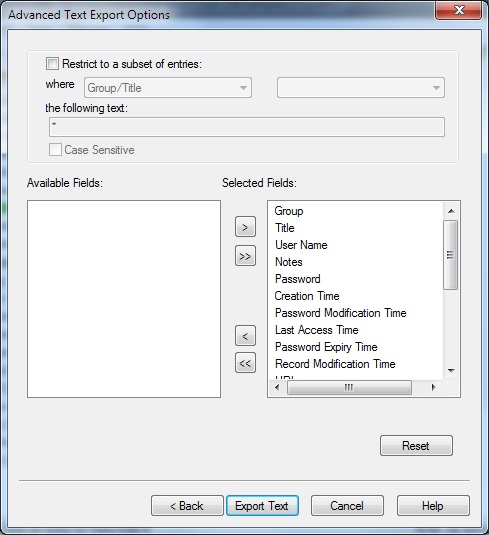 Advanced Text Export Options
Restrict to a subset of entries:
where Group/Title
the following text:
*
Case Sensitive
Available Fields: Selected Fields:
Group
> Title
User Name
>> Notes
Password
Creation Time
Password Modification Time
< Last Access Time
Password Expiry Time
<< Record Modification Time
Reset
< Back Export Text Cancel Help